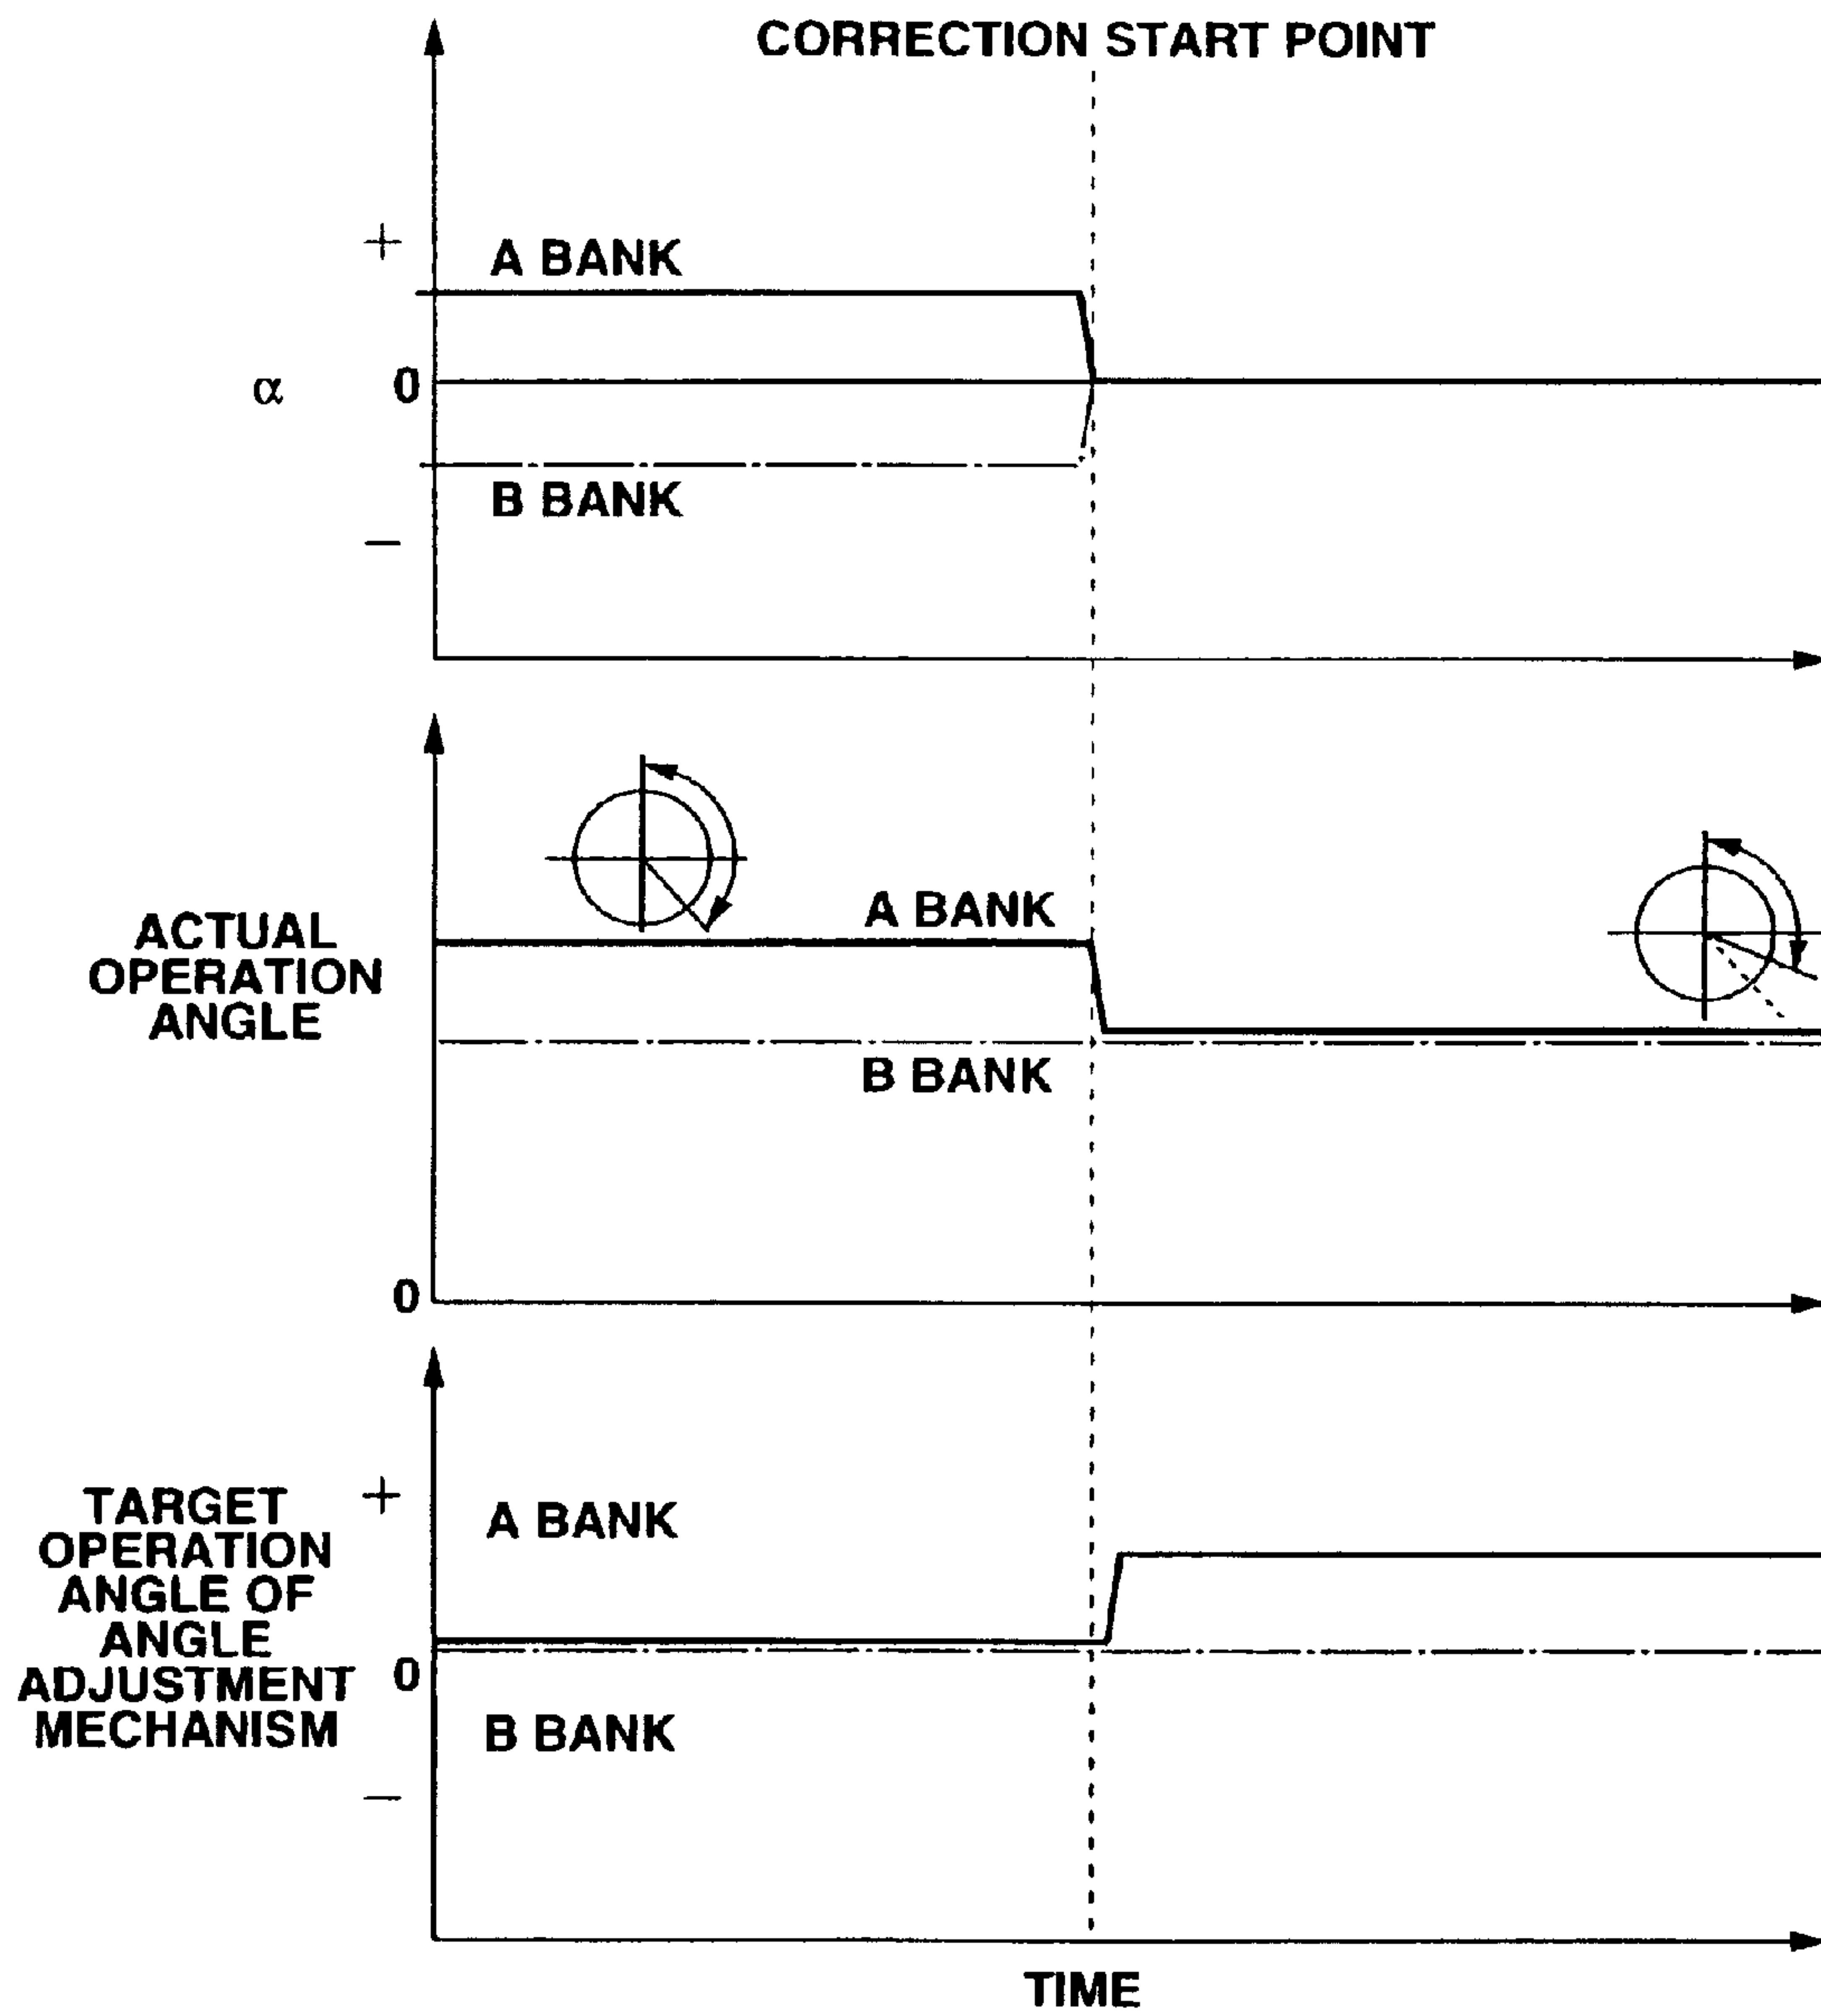 CORRECTION START POINT
+
A BANK
α
0
B BANK
−
ACTUAL
OPERATION
ANGLE
A BANK
B BANK
0
TARGET
OPERATION
ANGLE OF
ANGLE
ADJUSTMENT
MECHANISM
+
A BANK
0
B BANK
−
TIME